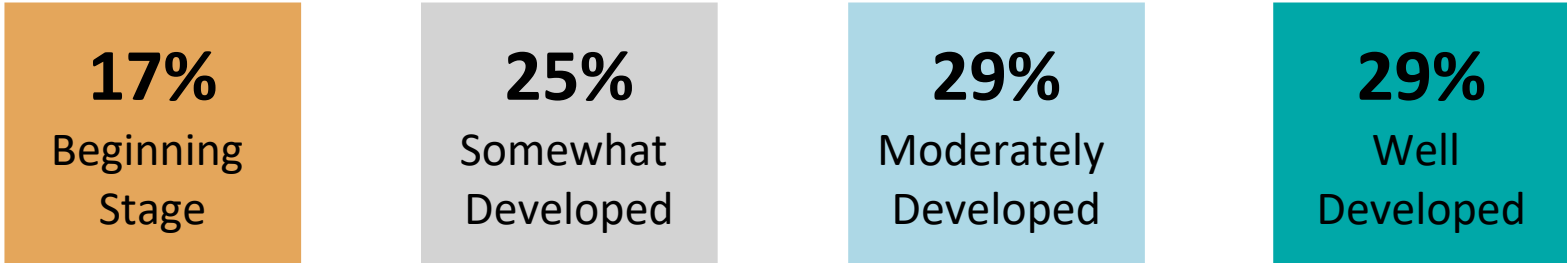 17%
Beginning
Stage
25%
Somewhat
Developed
29%
Moderately
Developed
29%
Well
Developed